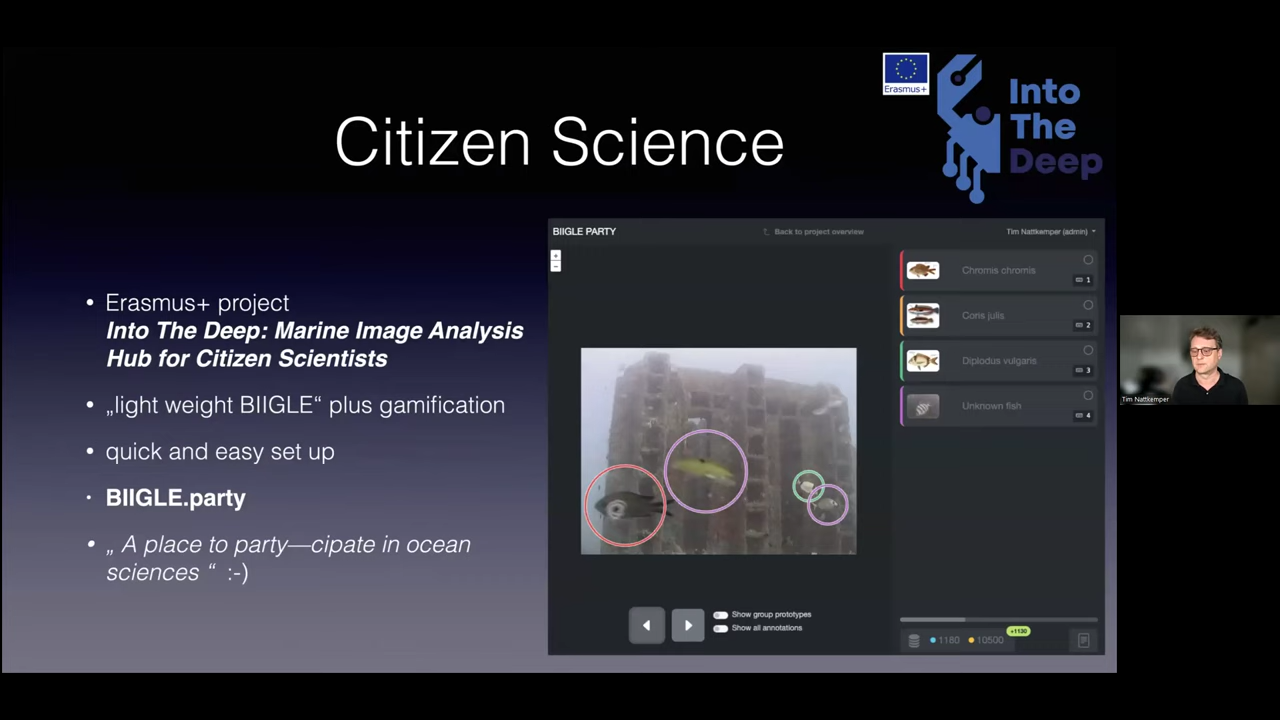 Citizen Science
Erasmus+
Into
The
Deep
• Erasmus+ project
Into The Deep: Marine Image Analysis
Hub for Citizen Scientists
• „light weight BIIGLE“ plus gamification
• quick and easy set up
• BIIGLE.party
• „ A place to party—cipate in ocean
sciences “ :-)
BIIGLE PARTY
Back to project overview
Tim Nattkemper (admin)
+
−
Chromis chromis
1
Coris julis
2
Diplodus vulgaris
3
Unknown fish
4
Show group prototypes
Show all annotations
+1130
1180
10500
Tim Nattkemper